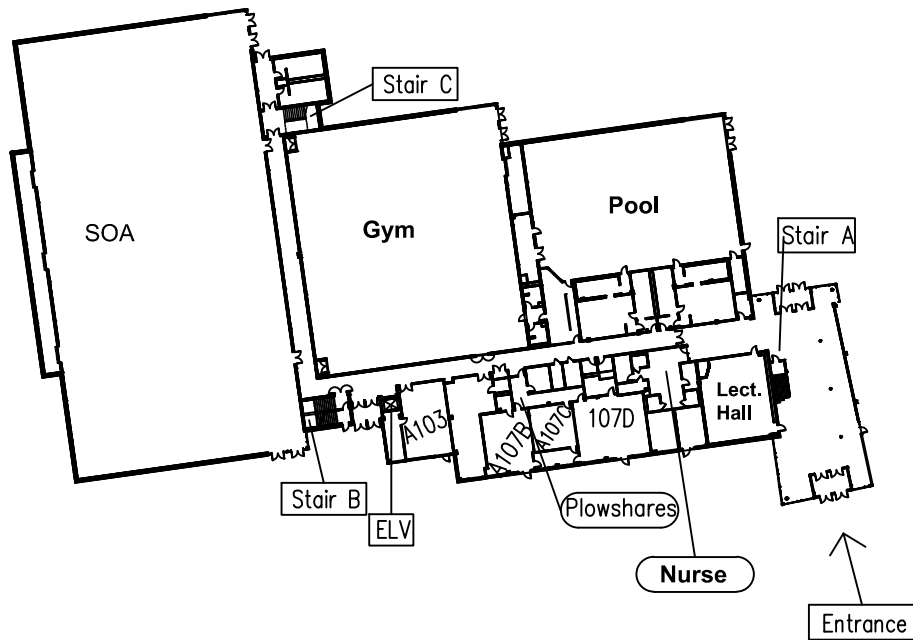 Stair C
SOA
Gym
Pool
Stair A
Lect.
Hall
A103
A107B
A107C
107D
Stair B
ELV
Plowshares
Nurse
Entrance